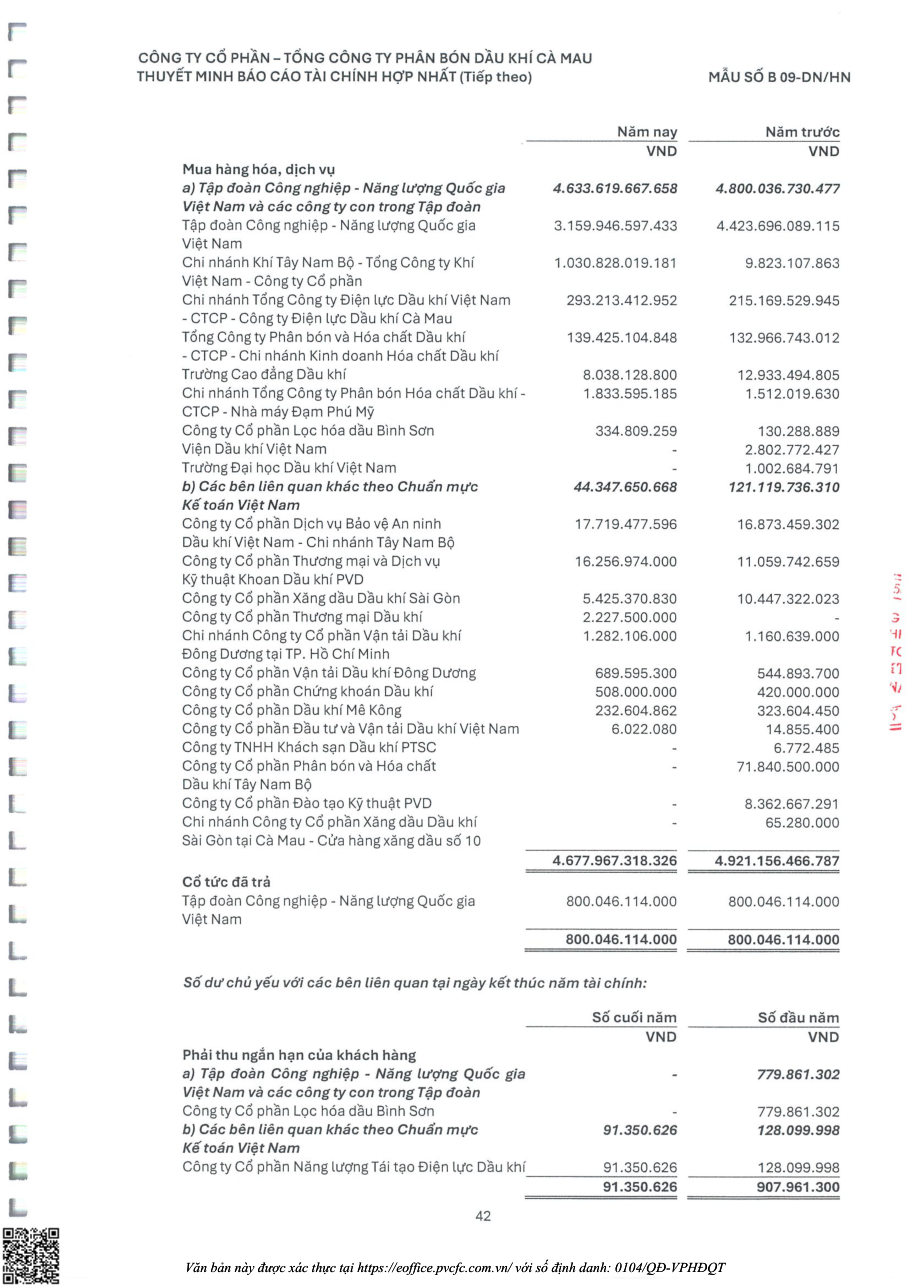 CÔNG TY CỔ PHẦN – TỔNG CÔNG TY PHÂN BÓN DẦU KHÍ CÀ MAU
THUYẾT MINH BÁO CÁO TÀI CHÍNH HỢP NHẤT (Tiếp theo) MẪU SỐ B 09-DN/HN
Năm nay Năm trước
VND VND
Mua hàng hóa, dịch vụ
a) Tập đoàn Công nghiệp - Năng lượng Quốc gia 4.633.619.667.658 4.800.036.730.477
Việt Nam và các công ty con trong Tập đoàn
Tập đoàn Công nghiệp - Năng lượng Quốc gia 3.159.946.597.433 4.423.696.089.115
Việt Nam
Chi nhánh Khí Tây Nam Bộ - Tổng Công ty Khí 1.030.828.019.181 9.823.107.863
Việt Nam - Công ty Cổ phần
Chi nhánh Tổng Công ty Điện lực Dầu khí Việt Nam 293.213.412.952 215.169.529.945
- CTCP - Công ty Điện lực Dầu khí Cà Mau
Tổng Công ty Phân bón và Hóa chất Dầu khí 139.425.104.848 132.966.743.012
- CTCP - Chi nhánh Kinh doanh Hóa chất Dầu khí
Trường Cao đẳng Dầu khí 8.038.128.800 12.933.494.805
Chi nhánh Tổng Công ty Phân bón Hóa chất Dầu khí - 1.833.595.185 1.512.019.630
CTCP - Nhà máy Đạm Phú Mỹ
Công ty Cổ phần Lọc hóa dầu Bình Sơn 334.809.259 130.288.889
Viện Dầu khí Việt Nam - 2.802.772.427
Trường Đại học Dầu khí Việt Nam - 1.002.684.791
b) Các bên liên quan khác theo Chuẩn mực 44.347.650.668 121.119.736.310
Kế toán Việt Nam
Công ty Cổ phần Dịch vụ Bảo vệ An ninh 17.719.477.596 16.873.459.302
Dầu khí Việt Nam - Chi nhánh Tây Nam Bộ
Công ty Cổ phần Thương mại và Dịch vụ 16.256.974.000 11.059.742.659
Kỹ thuật Khoan Dầu khí PVD
Công ty Cổ phần Xăng dầu Dầu khí Sài Gòn 5.425.370.830 10.447.322.023
Công ty Cổ phần Thương mại Dầu khí 2.227.500.000 -
Chi nhánh Công ty Cổ phần Vận tải Dầu khí 1.282.106.000 1.160.639.000
Đông Dương tại TP. Hồ Chí Minh
Công ty Cổ phần Vận tải Dầu khí Đông Dương 689.595.300 544.893.700
Công ty Cổ phần Chứng khoán Dầu khí 508.000.000 420.000.000
Công ty Cổ phần Dầu khí Mê Kông 232.604.862 323.604.450
Công ty Cổ phần Đầu tư và Vận tải Dầu khí Việt Nam 6.022.080 14.855.400
Công ty TNHH Khách sạn Dầu khí PTSC - 6.772.485
Công ty Cổ phần Phân bón và Hóa chất - 71.840.500.000
Dầu khí Tây Nam Bộ
Công ty Cổ phần Đào tạo Kỹ thuật PVD - 8.362.667.291
Chi nhánh Công ty Cổ phần Xăng dầu Dầu khí - 65.280.000
Sài Gòn tại Cà Mau - Cửa hàng xăng dầu số 10
4.677.967.318.326 4.921.156.466.787
Cổ tức đã trả
Tập đoàn Công nghiệp - Năng lượng Quốc gia 800.046.114.000 800.046.114.000
Việt Nam
800.046.114.000 800.046.114.000
Số dư chủ yếu với các bên liên quan tại ngày kết thúc năm tài chính:
Số cuối năm Số đầu năm
VND VND
Phải thu ngắn hạn của khách hàng
a) Tập đoàn Công nghiệp - Năng lượng Quốc gia - 779.861.302
Việt Nam và các công ty con trong Tập đoàn
Công ty Cổ phần Lọc hóa dầu Bình Sơn - 779.861.302
b) Các bên liên quan khác theo Chuẩn mực 91.350.626 128.099.998
Kế toán Việt Nam
Công ty Cổ phần Năng lượng Tái tạo Điện lực Dầu khí 91.350.626 128.099.998
91.350.626 907.961.300
42
Văn bản này được xác thực tại https://eoffice.pvcfc.com.vn/ với số định danh: 0104/QĐ-VPHĐQT